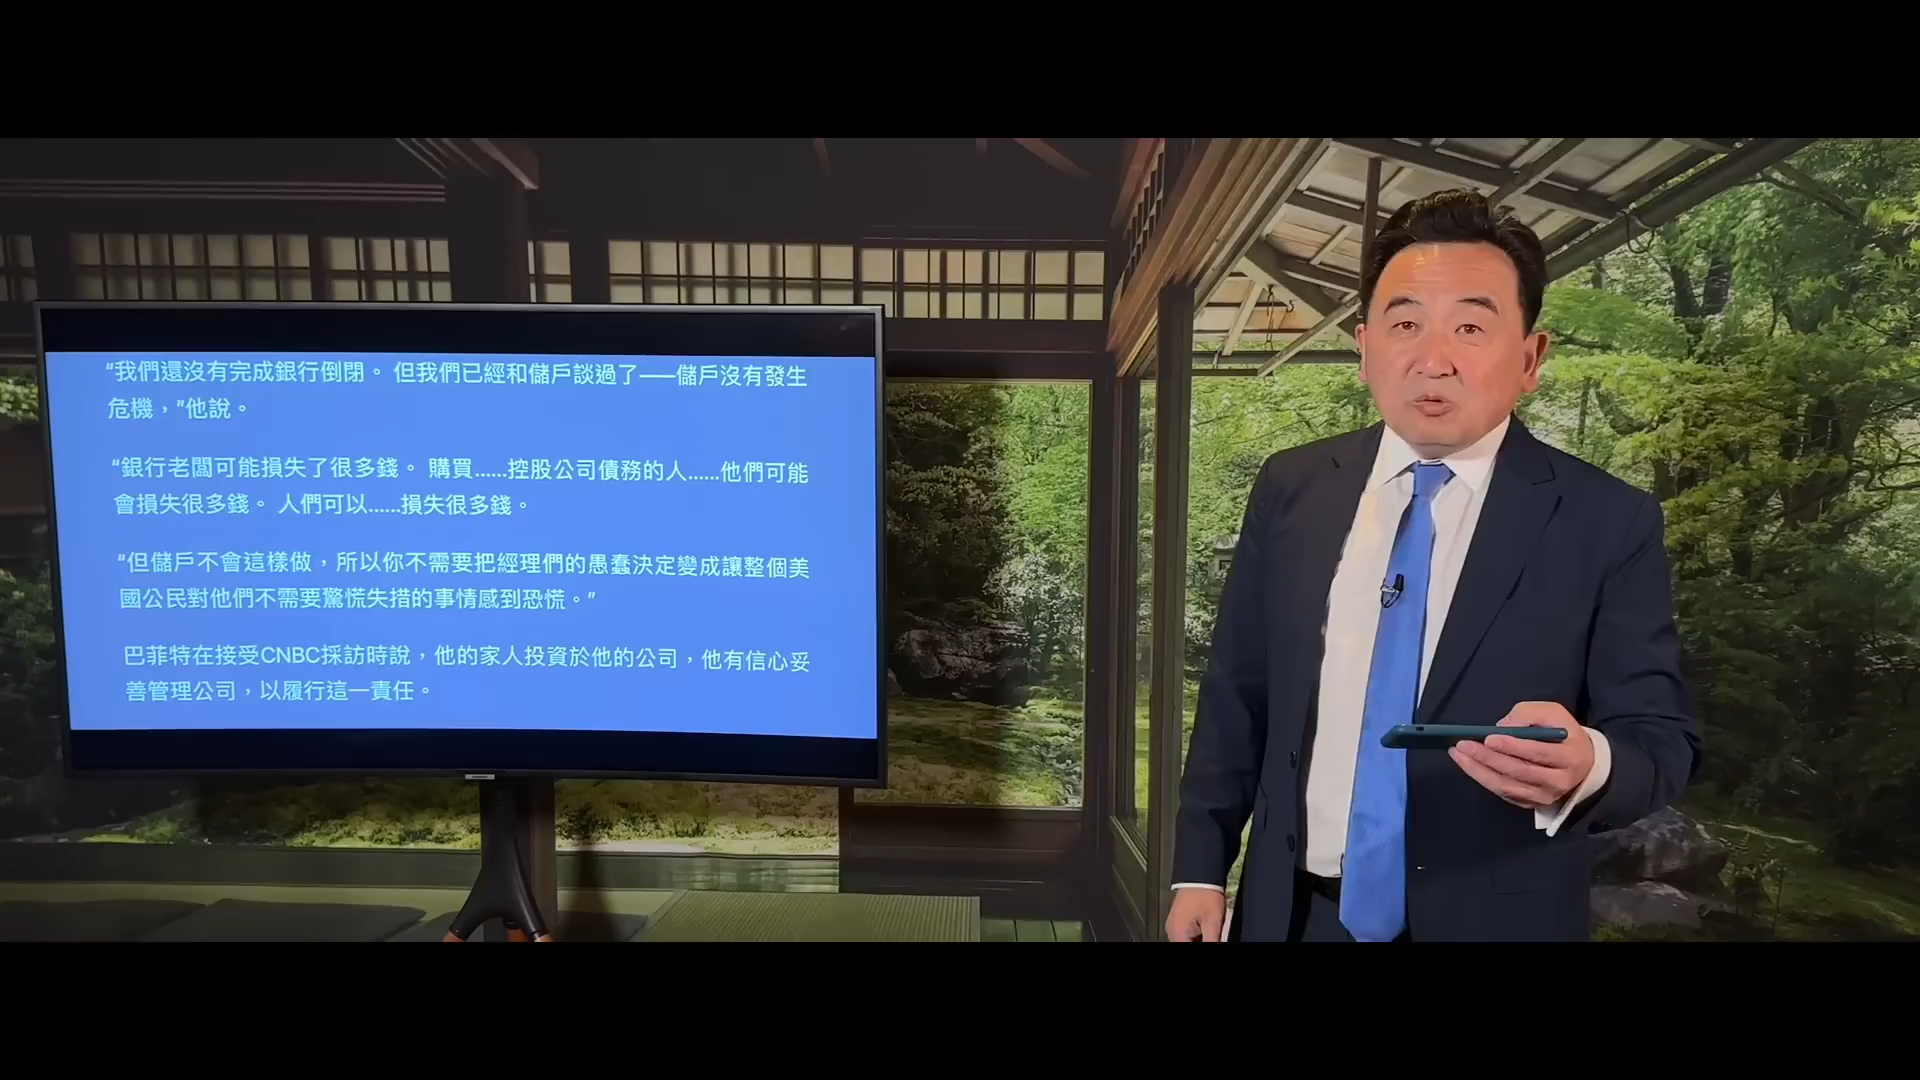 “我們還沒有完成銀行倒閉。 但我們已經和儲戶談過了——儲戶沒有發生
危機，”他說。
“銀行老闆可能損失了很多錢。 購買......控股公司債務的人......他們可能
會損失很多錢。 人們可以......損失很多錢。
“但儲戶不會這樣做，所以你不需要把經理們的愚蠢決定變成讓整個美
國公民對他們不需要驚慌失措的事情感到恐慌。”
巴菲特在接受CNBC採訪時說，他的家人投資於他的公司，他有信心妥
善管理公司，以履行這一責任。